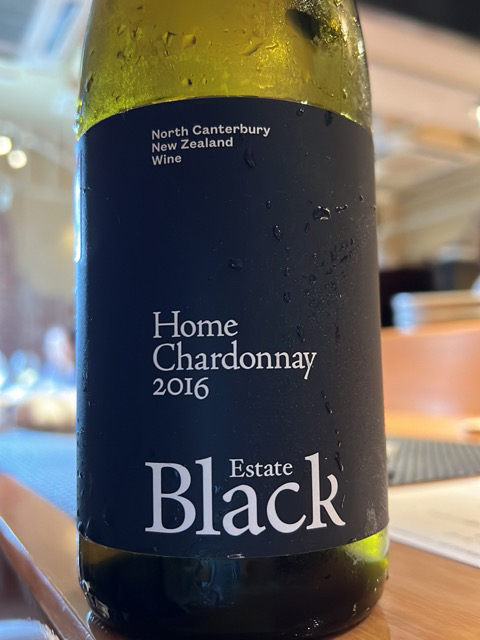 North Canterbury
New Zealand
Wine
Home
Chardonnay
2016
Estate
Black